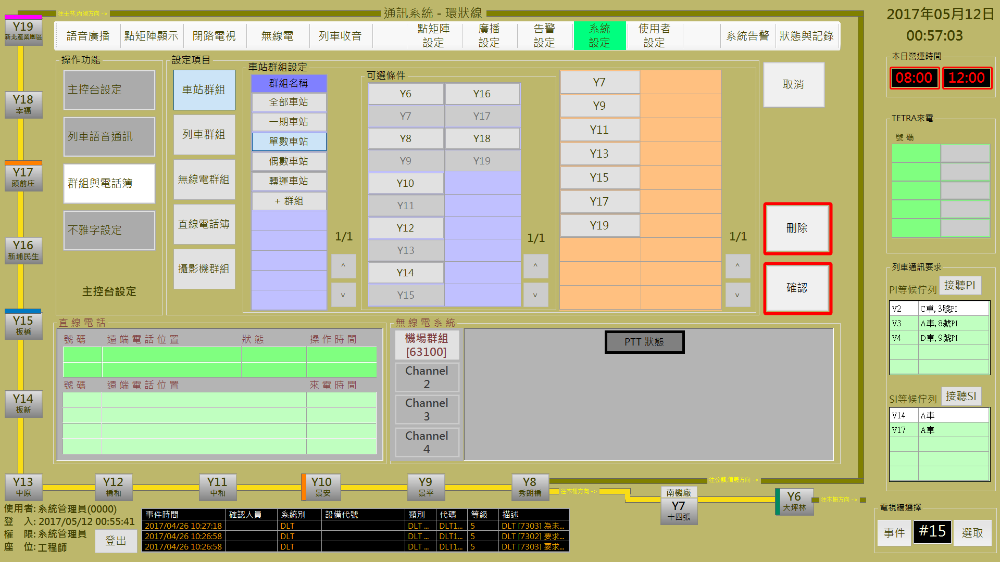 往士林,內湖方向 ->
通訊系統 - 環狀線
2017年05月12日
00:57:03
語音廣播
點矩陣顯示
閉路電視
無線電
列車收音
點矩陣
設定
廣播
設定
告警
設定
系統
設定
使用者
設定
系統告警
狀態與記錄
Y19
新北產業園區
Y18
幸福
Y17
頭前庄
Y16
新埔民生
Y15
板橋
Y14
板新
操作功能
主控台設定
列車語音通訊
群組與電話簿
不雅字設定
主控台設定
設定項目
車站群組
列車群組
無線電群組
直線電話簿
攝影機群組
車站群組設定
群組名稱
全部車站
一期車站
單數車站
偶數車站
轉運車站
+ 群組
1/1
^
v
可選條件
Y6 Y16
Y7 Y17
Y8 Y18
Y9 Y19
Y10
Y11
Y12
Y13
Y14
Y15
1/1
^
v
Y7
Y9
Y11
Y13
Y15
Y17
Y19
1/1
^
v
取消
刪除
確認
本日營運時間
08:00 12:00
TETRA來電
號 碼
列車通訊要求
PI等候佇列 接聽PI
V2 C車,3號PI
V3 A車,8號PI
V4 D車,9號PI
SI等候佇列 接聽SI
V14 A車
V17 A車
直 線 電 話
號 碼 遠 端 電 話 位 置 狀 態 操 作 時 間
號 碼 遠 端 電 話 位 置 來 電 時 間
無 線 電 系 統
機場群組
[63100]
Channel
2
Channel
3
Channel
4
PTT 狀態
往公館,信義方向 ->
Y13
中原
Y12
橋和
Y11
中和
Y10
景安
Y9
景平
Y8
秀朗橋
往木柵方向 ->
南機廠
Y7
十四張
Y6
大坪林
往木柵方向 ->
使用者: 系統管理員(0000)
登 入: 2017/05/12 00:55:41
權 限: 系統管理員
座 位: 工程師
登出
事件時間 確認人員 系統別 設備代號 類別 代碼 等級 描述
2017/04/26 10:27:18 DLT DLT ... DLT1... 5 DLT [7303] 為未...
2017/04/26 10:26:58 DLT DLT ... DLT1... 5 DLT [7302] 要求...
2017/04/26 10:26:58 DLT DLT ... DLT1... 5 DLT [7303] 要求...
電視牆選擇
事件 #15 選取